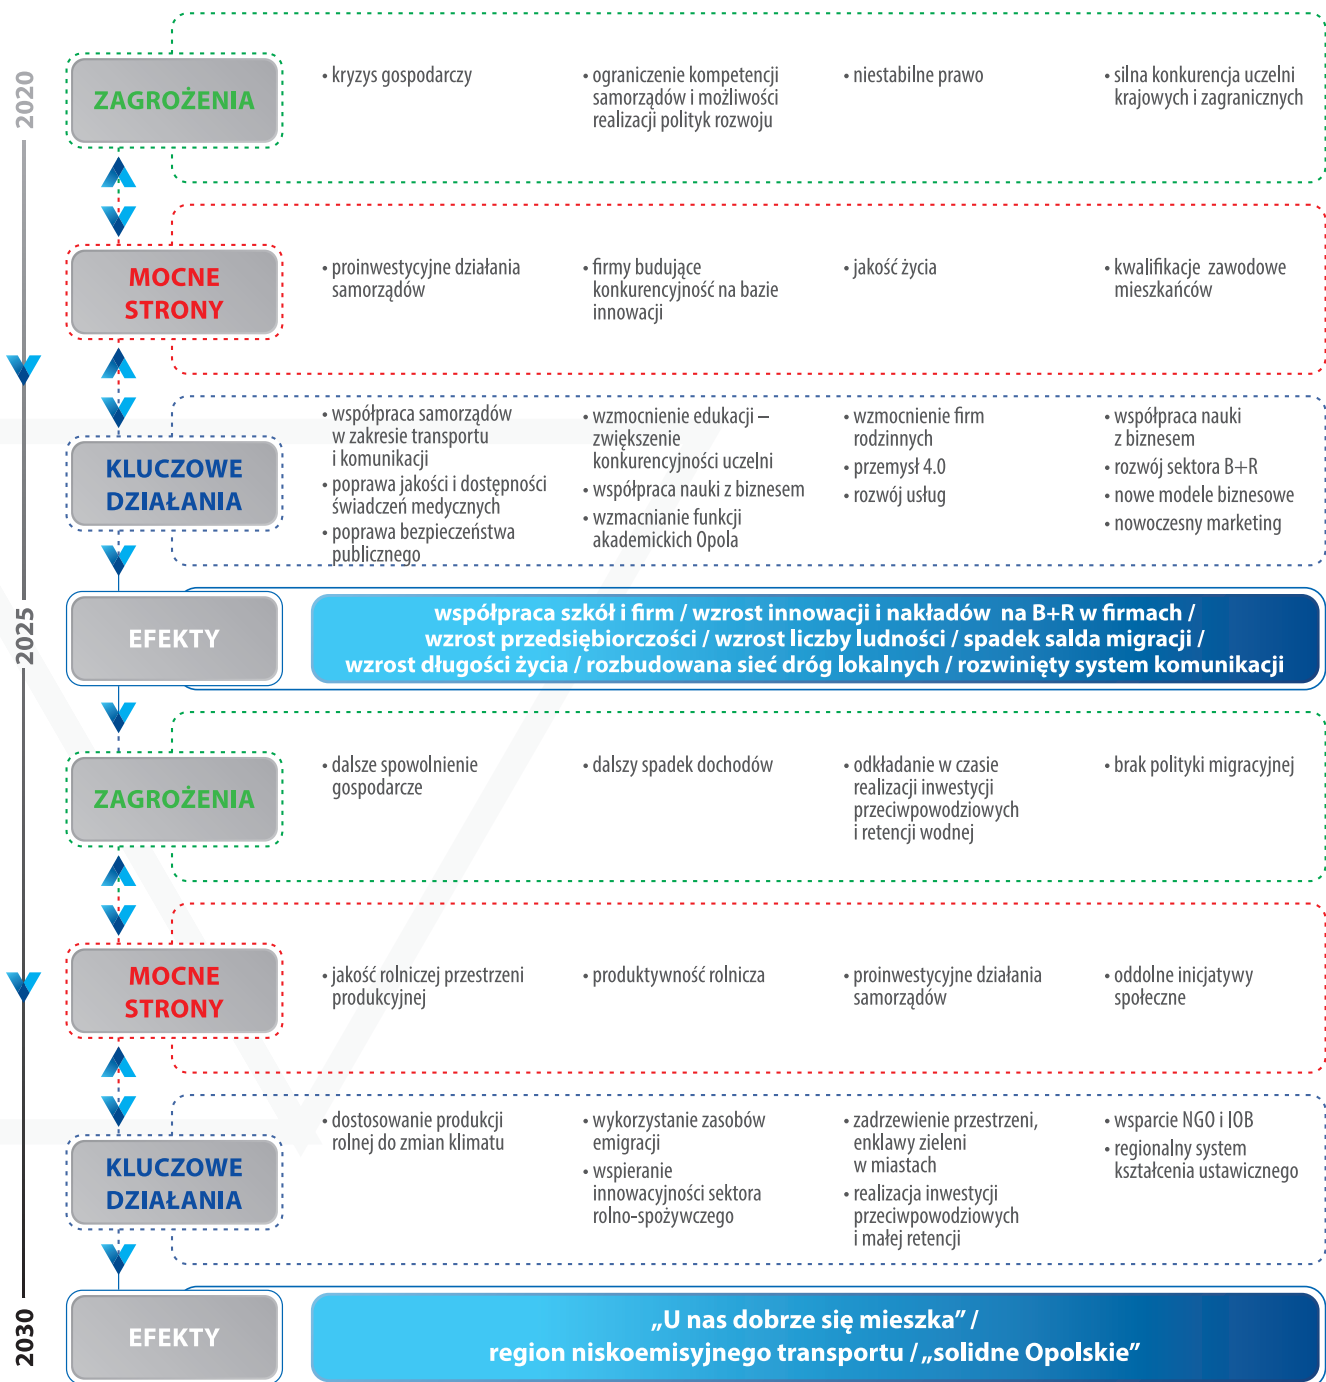 2020
ZAGROŻENIA
• kryzys gospodarczy
• ograniczenie kompetencji
samorządów i możliwości
realizacji polityk rozwoju
• niestabilne prawo
• silna konkurencja uczelni
krajowych i zagranicznych
MOCNE
STRONY
• proinwestycyjne działania
samorządów
• firmy budujące
konkurencyjność na bazie
innowacji
• jakość życia
• kwalifikacje zawodowe
mieszkańców
KLUCZOWE
DZIAŁANIA
• współpraca samorządów
w zakresie transportu
i komunikacji
• poprawa jakości i dostępności
świadczeń medycznych
• poprawa bezpieczeństwa
publicznego
• wzmocnienie edukacji –
zwiększenie
konkurencyjności uczelni
• współpraca nauki z biznesem
• wzmacnianie funkcji
akademickich Opola
• wzmocnienie firm
rodzinnych
• przemysł 4.0
• rozwój usług
• współpraca nauki
z biznesem
• rozwój sektora B+R
• nowe modele biznesowe
• nowoczesny marketing
2025
EFEKTY
współpraca szkół i firm / wzrost innowacji i nakładów na B+R w firmach /
wzrost przedsiębiorczości / wzrost liczby ludności / spadek salda migracji /
wzrost długości życia / rozbudowana sieć dróg lokalnych / rozwinięty system komunikacji
ZAGROŻENIA
• dalsze spowolnienie
gospodarcze
• dalszy spadek dochodów
• odkładanie w czasie
realizacji inwestycji
przeciwpowodziowych
i retencji wodnej
• brak polityki migracyjnej
MOCNE
STRONY
• jakość rolniczej przestrzeni
produkcyjnej
• produktywność rolnicza
• proinwestycyjne działania
samorządów
• oddolne inicjatywy
społeczne
KLUCZOWE
DZIAŁANIA
• dostosowanie produkcji
rolnej do zmian klimatu
• wykorzystanie zasobów
emigracji
• wspieranie
innowacyjności sektora
rolno-spożywczego
• zadrzewienie przestrzeni,
enklawy zieleni
w miastach
• realizacja inwestycji
przeciwpowodziowych
i małej retencji
• wsparcie NGO i IOB
• regionalny system
kształcenia ustawicznego
2030
EFEKTY
„U nas dobrze się mieszka” /
region niskoemisyjnego transportu / „solidne Opolskie”